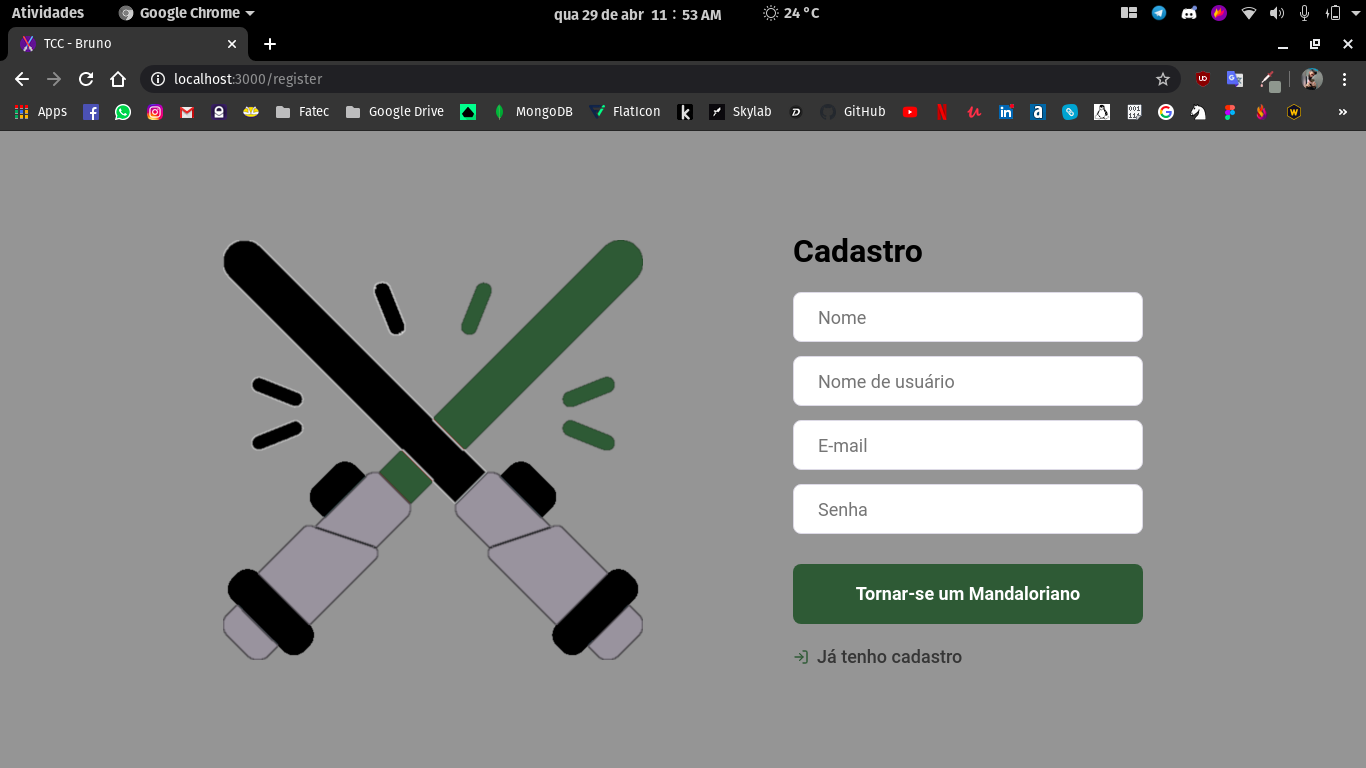 Atividades Google Chrome qua 29 de abr 11 : 53 AM 24 °C
TCC - Bruno
localhost:3000/register
Apps Fatec Google Drive MongoDB FlatIcon Skylab GitHub
Cadastro
Nome
Nome de usuário
E-mail
Senha
Tornar-se um Mandaloriano
Já tenho cadastro